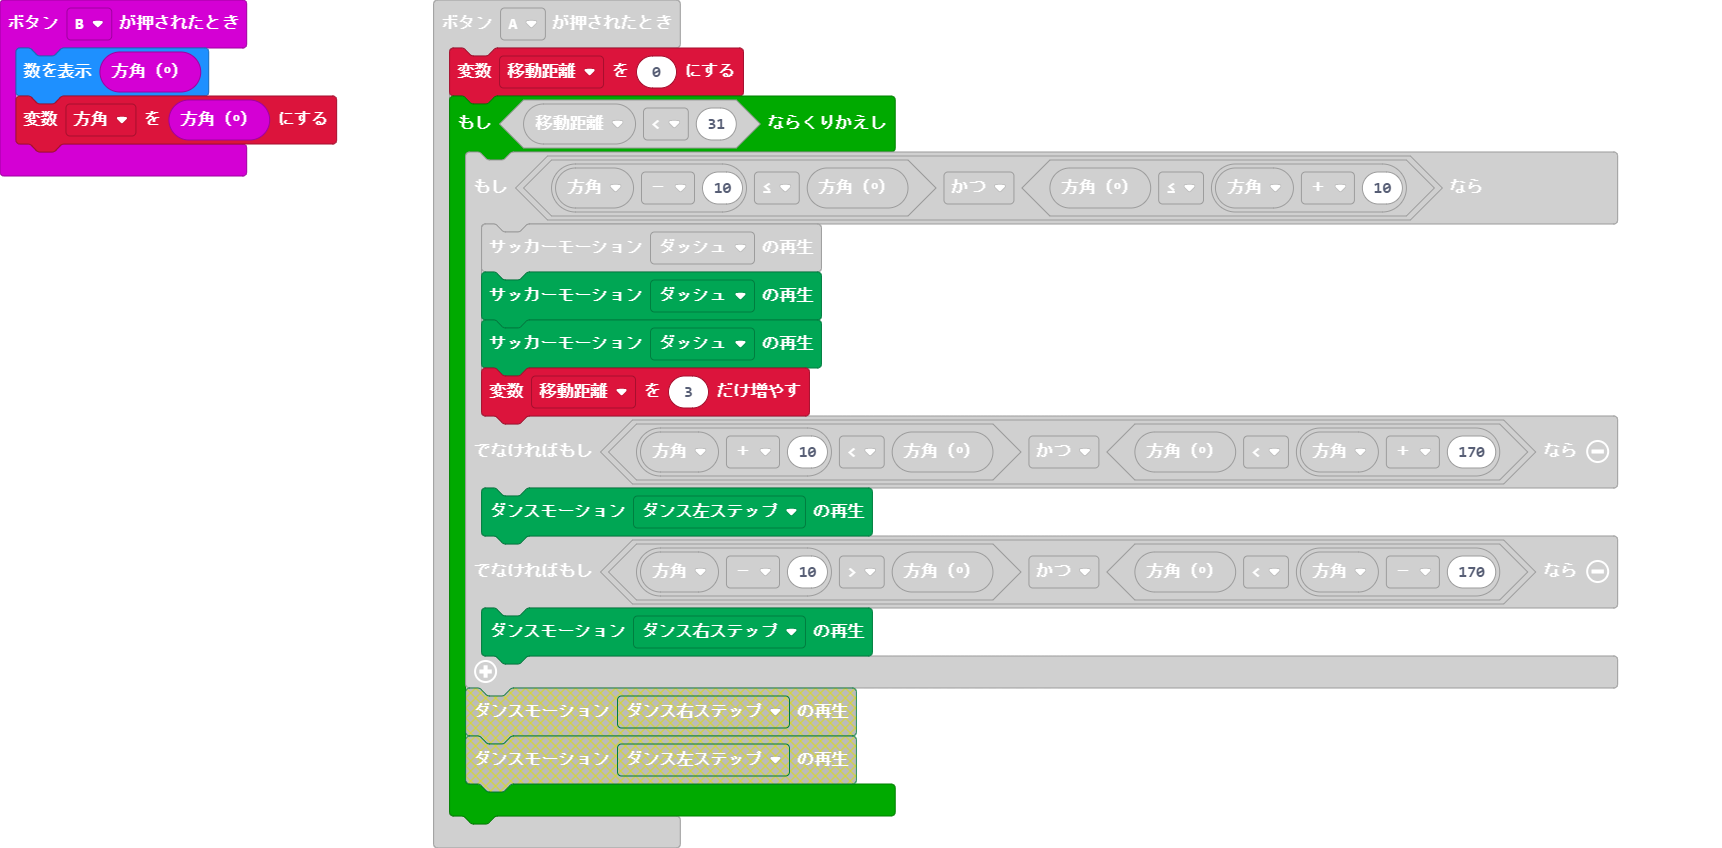 ボタン B が押されたとき
数を表示 方角 (°)
変数 方角 を 方角 (°) にする
ボタン A が押されたとき
変数 移動距離 を 0 にする
もし 移動距離 < 31 ならくりかえし
もし 方角 - 10 ≤ 方角 (°) かつ 方角 (°) ≤ 方角 + 10 なら
サッカーモーション ダッシュ の再生
サッカーモーション ダッシュ の再生
サッカーモーション ダッシュ の再生
変数 移動距離 を 3 だけ増やす
でなければもし 方角 + 10 < 方角 (°) かつ 方角 (°) < 方角 + 170 なら
ダンスモーション ダンス左ステップ の再生
でなければもし 方角 - 10 > 方角 (°) かつ 方角 (°) < 方角 - 170 なら
ダンスモーション ダンス右ステップ の再生
ダンスモーション ダンス右ステップ の再生
ダンスモーション ダンス左ステップ の再生